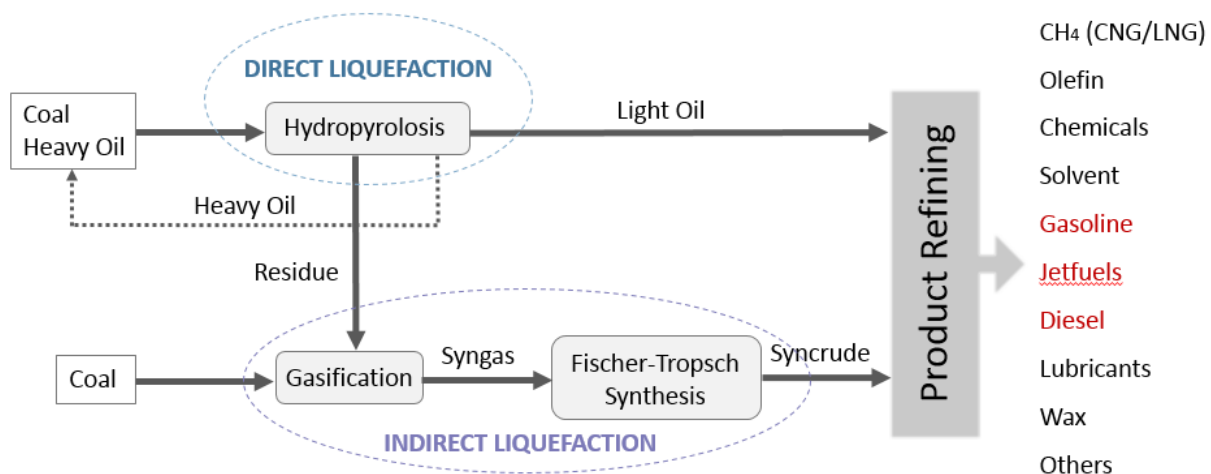 DIRECT LIQUEFACTION
Coal
Heavy Oil
Hydropyrolosis
Light Oil
Heavy Oil
Residue
Coal
Gasification
Syngas
Fischer-Tropsch
Synthesis
Syncrude
INDIRECT LIQUEFACTION
Product Refining
CH₄ (CNG/LNG)
Olefin
Chemicals
Solvent
Gasoline
Jetfuels
Diesel
Lubricants
Wax
Others